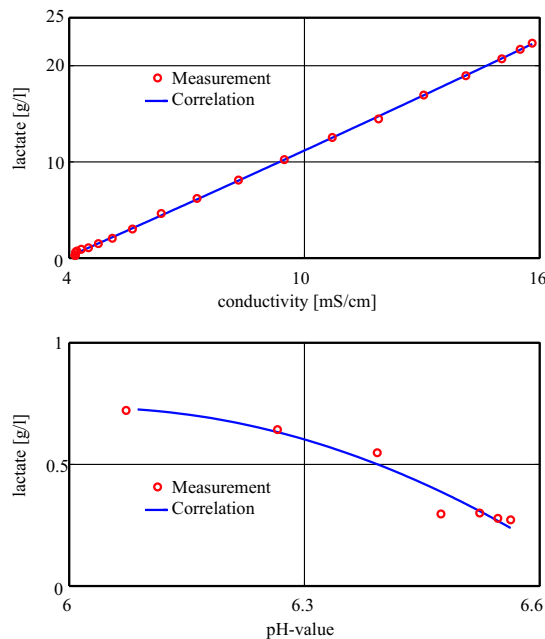 25
20
10
0
lactate [g/l]
Measurement
Correlation
4
10
16
conductivity [mS/cm]
1
0.5
0
lactate [g/l]
Measurement
Correlation
6
6.3
6.6
pH-value